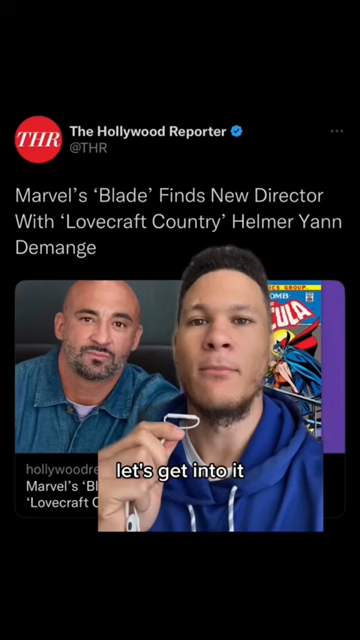 THR
The Hollywood Reporter
@THR
Marvel's 'Blade' Finds New Director
With 'Lovecraft Country' Helmer Yann
Demange
hollywoodre
Marvel's 'Bl
'Lovecraft C
let's get into it